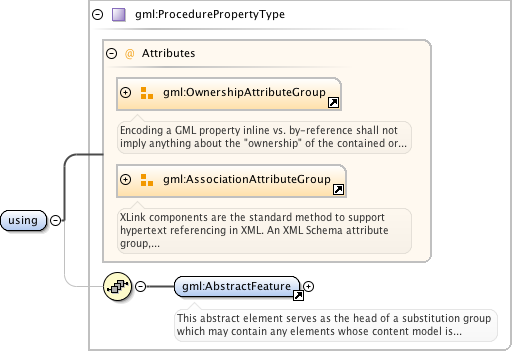 gml:ProcedurePropertyType
@ Attributes
gml:OwnershipAttributeGroup
Encoding a GML property inline vs. by-reference shall not
imply anything about the "ownership" of the contained or...
gml:AssociationAttributeGroup
XLink components are the standard method to support
hypertext referencing in XML. An XML Schema attribute
group,...
using
gml:AbstractFeature
This abstract element serves as the head of a substitution group
which may contain any elements whose content model is...